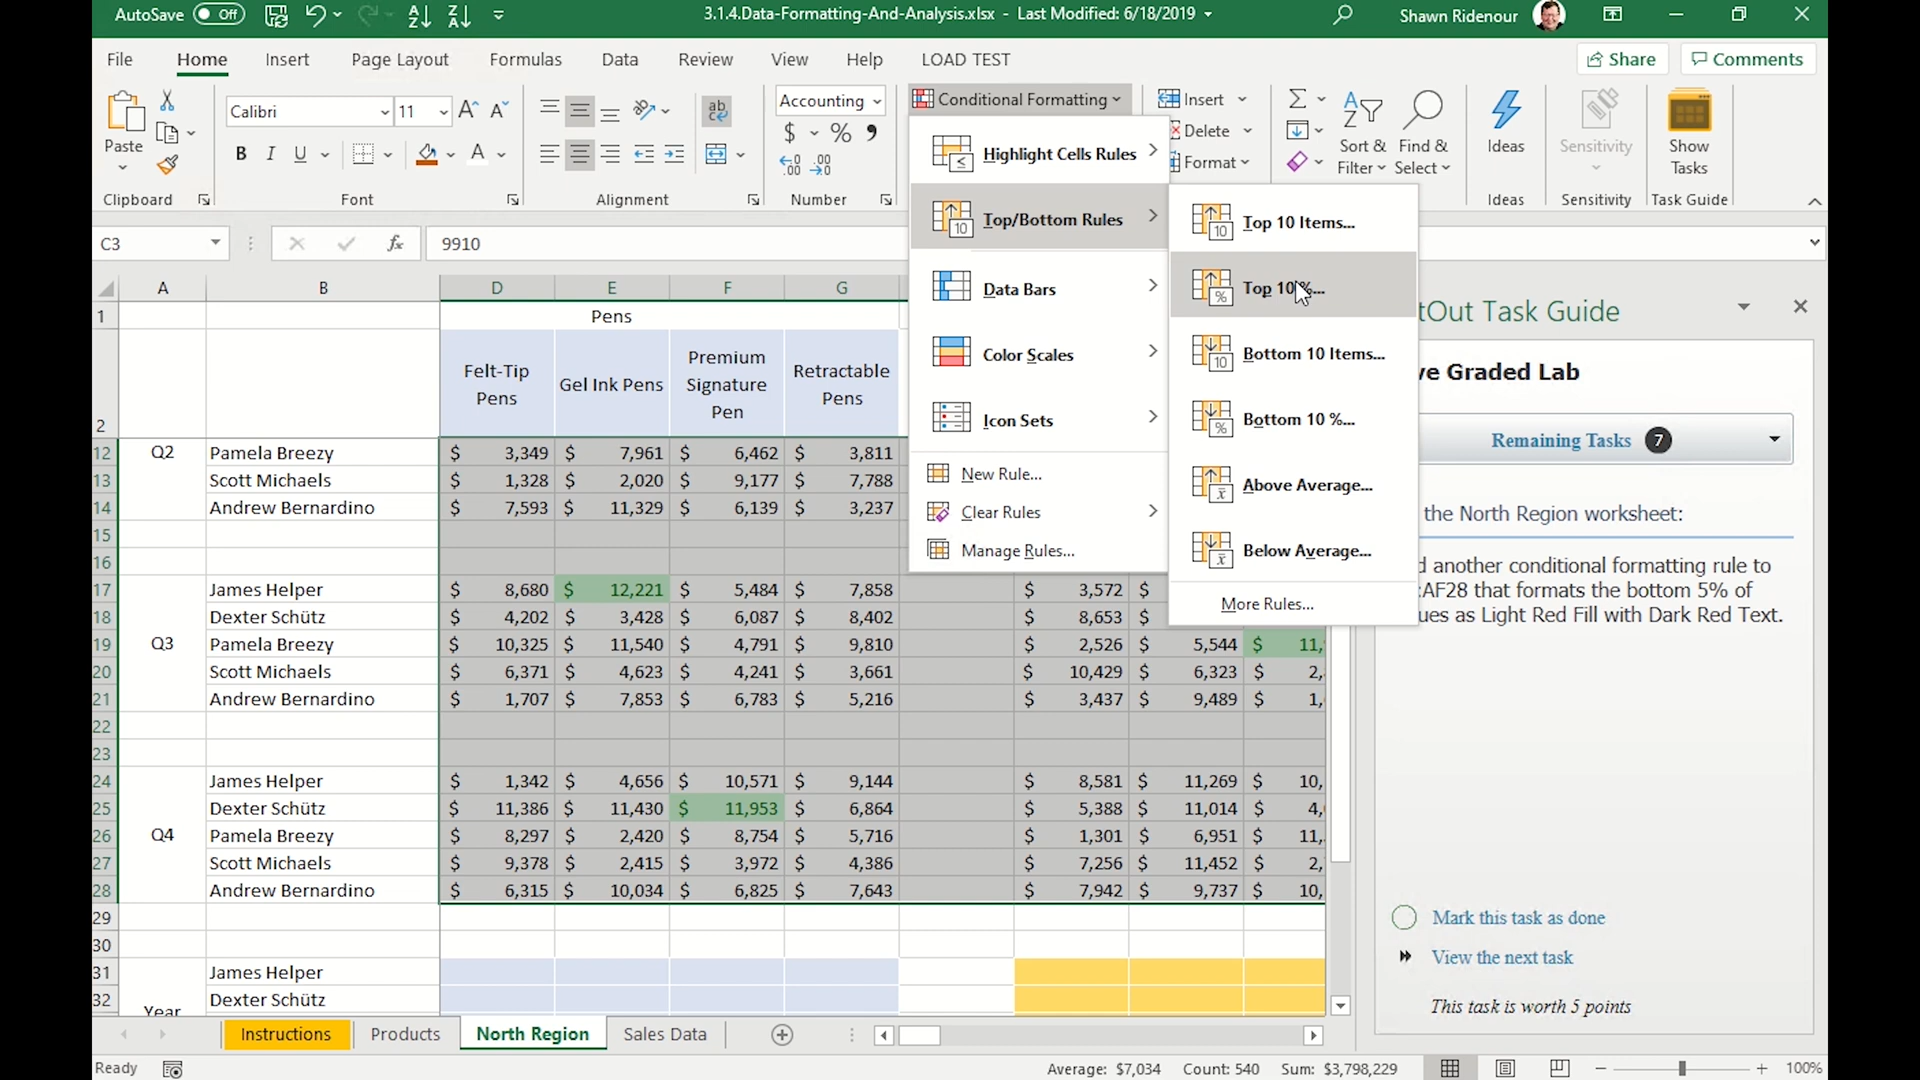 AutoSave Off 3.1.4.Data-Formatting-And-Analysis.xlsx - Last Modified: 6/18/2019 Shawn Ridenour
File Home Insert Page Layout Formulas Data Review View Help LOAD TEST Share Comments
Paste
Clipboard
Calibri 11
B I U A
Font
ab
Alignment
Accounting
$ % ,
Number
Conditional Formatting
Insert
Delete
Format
Sort & Filter
Find & Select
Ideas
Ideas
Sensitivity
Sensitivity
Show Tasks
Task Guide
C3 fx 9910
Highlight Cells Rules
Top/Bottom Rules
Data Bars
Color Scales
Icon Sets
New Rule...
Clear Rules
Manage Rules...
Top 10 Items...
Top 10 %...
Bottom 10 Items...
Bottom 10 %...
Above Average...
Below Average...
More Rules...
A B D E F G
1 Pens
2 Felt-Tip Pens Gel Ink Pens Premium Signature Pen Retractable Pens
12 Q2 Pamela Breezy $ 3,349 $ 7,961 $ 6,462 $ 3,811
13 Scott Michaels $ 1,328 $ 2,020 $ 9,177 $ 7,788
14 Andrew Bernardino $ 7,593 $ 11,329 $ 6,139 $ 3,237
15
16
17 James Helper $ 8,680 $ 12,221 $ 5,484 $ 7,858 $ 3,572 $
18 Dexter Schütz $ 4,202 $ 3,428 $ 6,087 $ 8,402 $ 8,653 $
19 Q3 Pamela Breezy $ 10,325 $ 11,540 $ 4,791 $ 9,810 $ 2,526 $ 5,544 $ 11,
20 Scott Michaels $ 6,371 $ 4,623 $ 4,241 $ 3,661 $ 10,429 $ 6,323 $ 2,
21 Andrew Bernardino $ 1,707 $ 7,853 $ 6,783 $ 5,216 $ 3,437 $ 9,489 $ 1,
22
23
24 James Helper $ 1,342 $ 4,656 $ 10,571 $ 9,144 $ 8,581 $ 11,269 $ 10,
25 Dexter Schütz $ 11,386 $ 11,430 $ 11,953 $ 6,864 $ 5,388 $ 11,014 $ 4,
26 Q4 Pamela Breezy $ 8,297 $ 2,420 $ 8,754 $ 5,716 $ 1,301 $ 6,951 $ 11,
27 Scott Michaels $ 9,378 $ 2,415 $ 3,972 $ 4,386 $ 7,256 $ 11,452 $ 2,
28 Andrew Bernardino $ 6,315 $ 10,034 $ 6,825 $ 7,643 $ 7,942 $ 9,737 $ 10,
29
30
31 James Helper
32 Year Dexter Schütz
tOut Task Guide
ve Graded Lab
Remaining Tasks 7
the North Region worksheet:
d another conditional formatting rule to
:AF28 that formats the bottom 5% of
ues as Light Red Fill with Dark Red Text.
Mark this task as done
View the next task
This task is worth 5 points
Instructions Products North Region Sales Data
Ready Average: $7,034 Count: 540 Sum: $3,798,229 100%